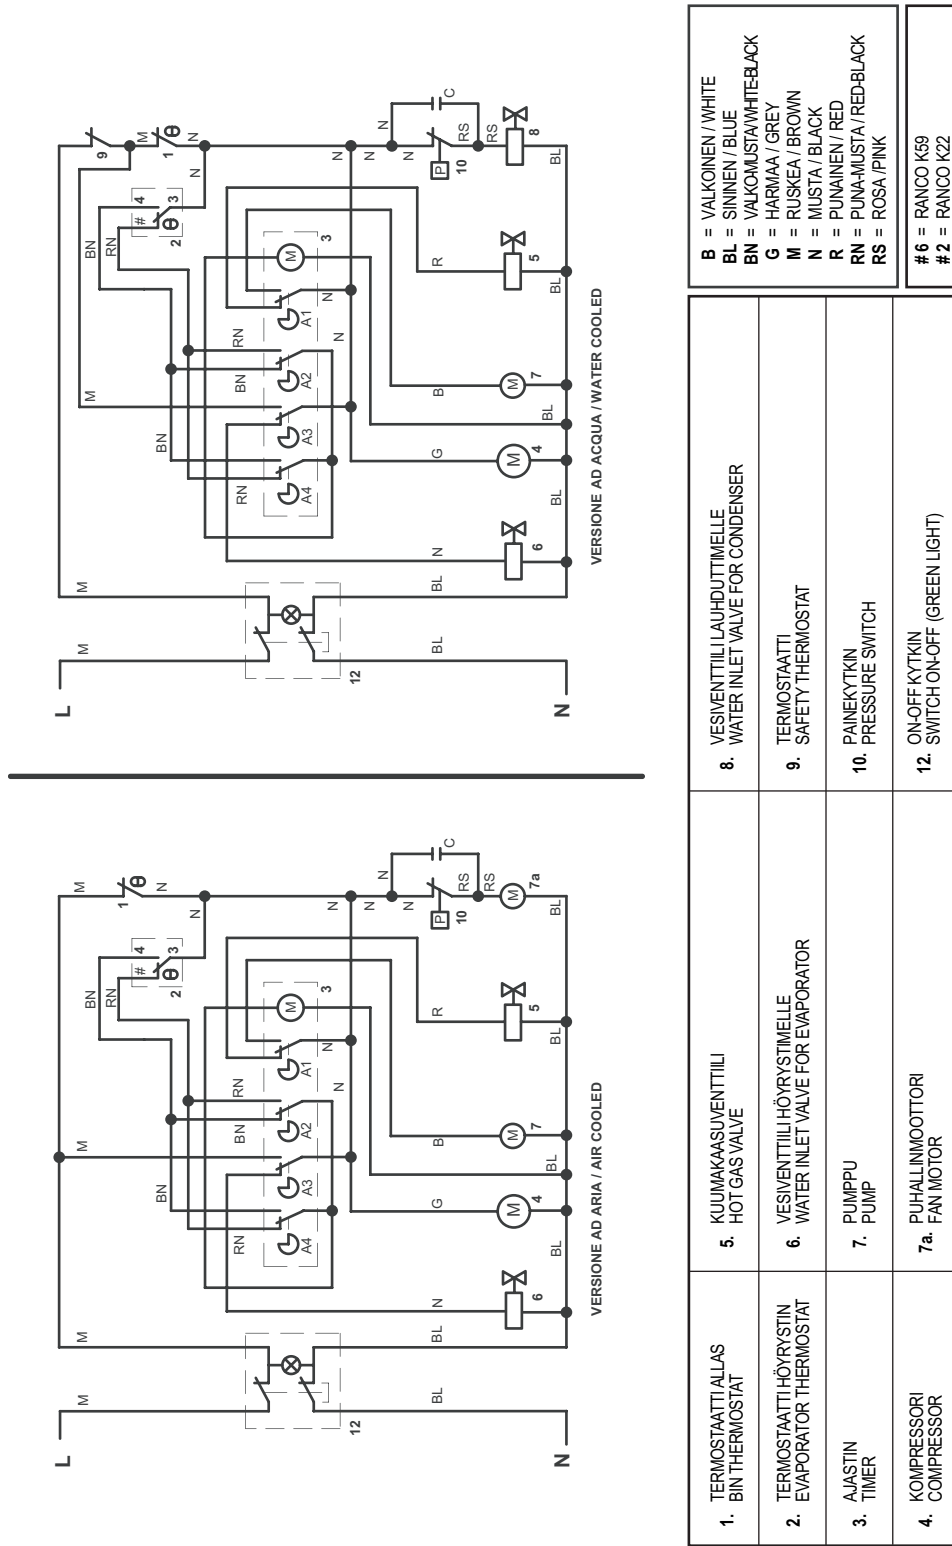 L
M
M
M
M
BN
RN
1
θ
#
4
BN
N
θ
3
2
N
RN
BN
RN
M
A4
A3
A2
A1
3
N
N
N
12
N
N
N
BL
BL
N
G
B
R
P
C
10
RS
RS
M
M
M
6
4
7
5
7a
BL
BL
BL
BL
N
VERSIONE AD ARIA / AIR COOLED
L
M
M
M
M
BN
RN
9
1
θ
#
4
BN
N
θ
3
2
N
RN
BN
RN
M
A4
A3
A2
A1
3
N
N
N
12
N
N
N
BL
BL
N
G
B
R
P
C
10
RS
RS
M
M
6
4
7
5
8
BL
BL
BL
BL
N
VERSIONE AD ACQUA / WATER COOLED
1. TERMOSTAATTI ALLAS
BIN THERMOSTAT
2. TERMOSTAATTI HÖYRYSTIN
EVAPORATOR THERMOSTAT
3. AJASTIN
TIMER
4. KOMPRESSORI
COMPRESSOR
5. KUUMAKAASUVENTTIILI
HOT GAS VALVE
6. VESIVENTTIILI HÖYRYSTIMELLE
WATER INLET VALVE FOR EVAPORATOR
7. PUMPPU
PUMP
7a. PUHALLINMOOTTORI
FAN MOTOR
8. VESIVENTTIILI LAUHDUTTIMELLE
WATER INLET VALVE FOR CONDENSER
9. TERMOSTAATTI
SAFETY THERMOSTAT
10. PAINEKYTKIN
PRESSURE SWITCH
12. ON-OFF KYTKIN
SWITCH ON-OFF (GREEN LIGHT)
B = VALKOINEN / WHITE
BL = SININEN / BLUE
BN = VALKO-MUSTA/WHITE-BLACK
G = HARMAA / GREY
M = RUSKEA / BROWN
N = MUSTA / BLACK
R = PUNAINEN / RED
RN = PUNA-MUSTA / RED-BLACK
RS = ROSA /PINK
# 6 = RANCO K59
# 2 = RANCO K22